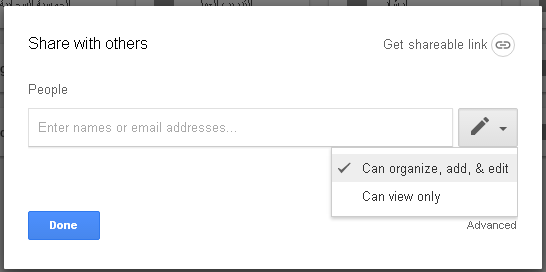 Share with others
Get shareable link
People
Enter names or email addresses...
Can organize, add, & edit
Can view only
Done
Advanced